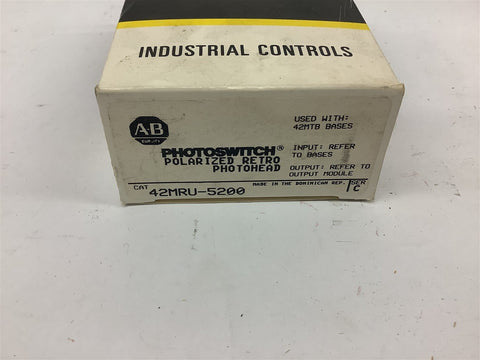 INDUSTRIAL CONTROLS
A-B
PHOTOSWITCH®
POLARIZED RETRO
PHOTOHEAD
USED WITH:
42MTB BASES
INPUT: REFER
TO BASES
OUTPUT: REFER TO
OUTPUT MODULE
CAT 42MRU-5200
MADE IN THE DOMINICAN REP.
SER
C